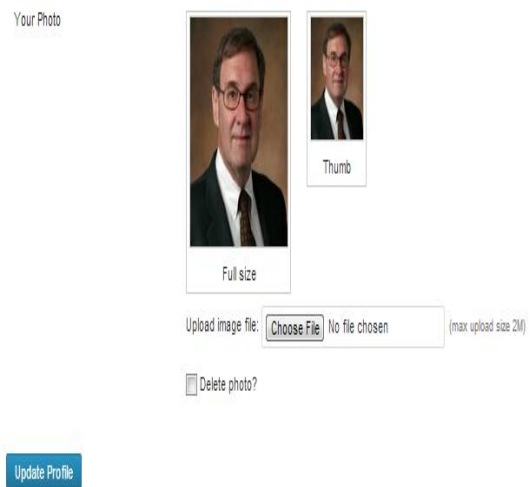 Your Photo
Thumb
Full size
Upload image file: Choose File No file chosen (max upload size 2M)
Delete photo?
Update Profile